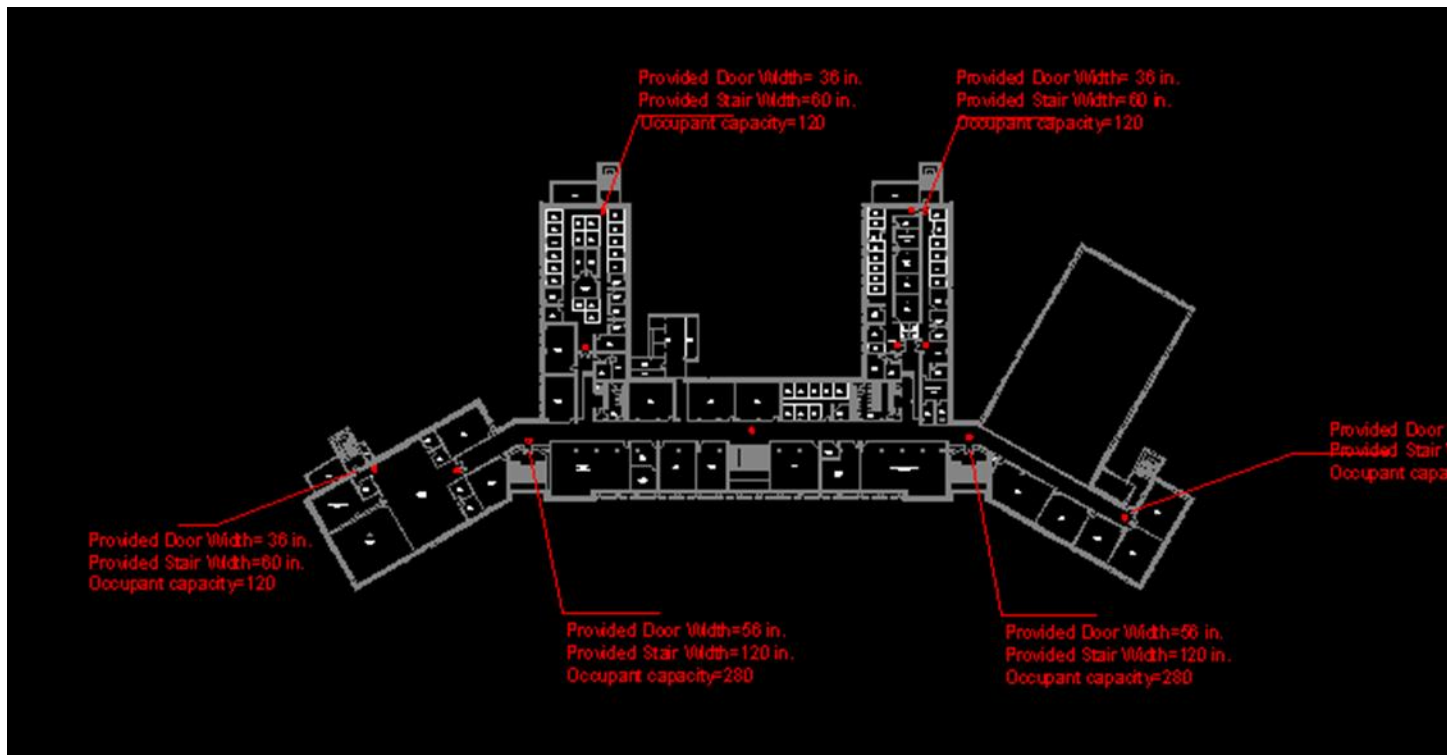 Provided Door Width= 36 in.
Provided Stair Width=60 in.
Occupant capacity=120
Provided Door Width= 36 in.
Provided Stair Width=60 in.
Occupant capacity=120
Provided Door
Provided Stair
Occupant capa
Provided Door Width= 36 in.
Provided Stair Width=60 in.
Occupant capacity=120
Provided Door Width=56 in.
Provided Stair Width=120 in.
Occupant capacity=280
Provided Door Width=56 in.
Provided Stair Width=120 in.
Occupant capacity=280